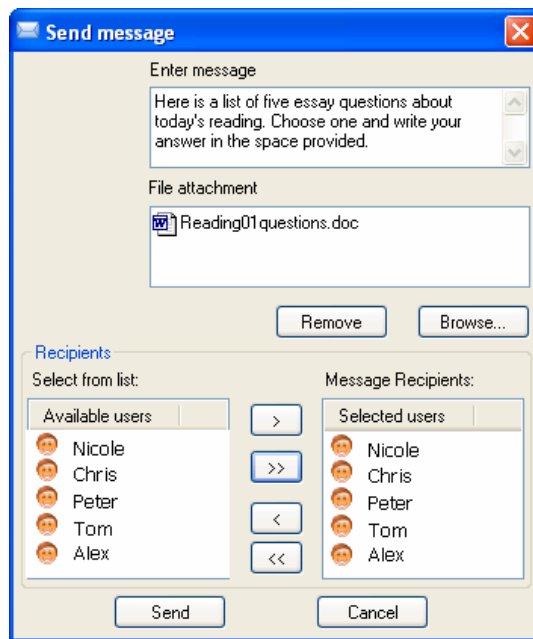 Send message
Enter message
Here is a list of five essay questions about
today's reading. Choose one and write your
answer in the space provided.
File attachment
Reading01questions.doc
Remove
Browse...
Recipients
Select from list:
Message Recipients:
Available users
Selected users
>
>>
<
<<
Nicole
Chris
Peter
Tom
Alex
Nicole
Chris
Peter
Tom
Alex
Send
Cancel